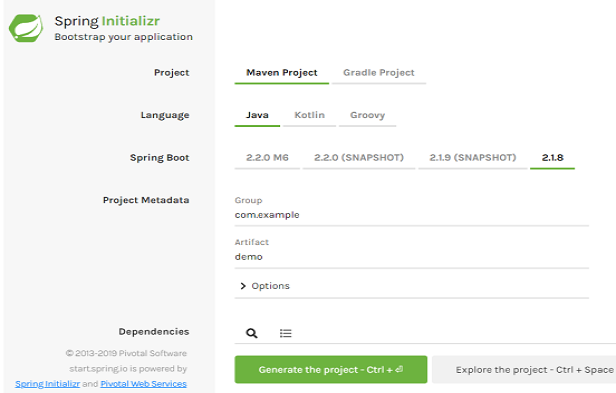 Spring Initializr
Bootstrap your application
Project
Maven Project Gradle Project
Language
Java Kotlin Groovy
Spring Boot
2.2.0 M6 2.2.0 (SNAPSHOT) 2.1.9 (SNAPSHOT) 2.1.8
Project Metadata
Group
com.example
Artifact
demo
Options
Dependencies
© 2013-2019 Pivotal Software
start.spring.io is powered by
Spring Initializr and Pivotal Web Services
Generate the project - Ctrl + ⏎
Explore the project - Ctrl + Space